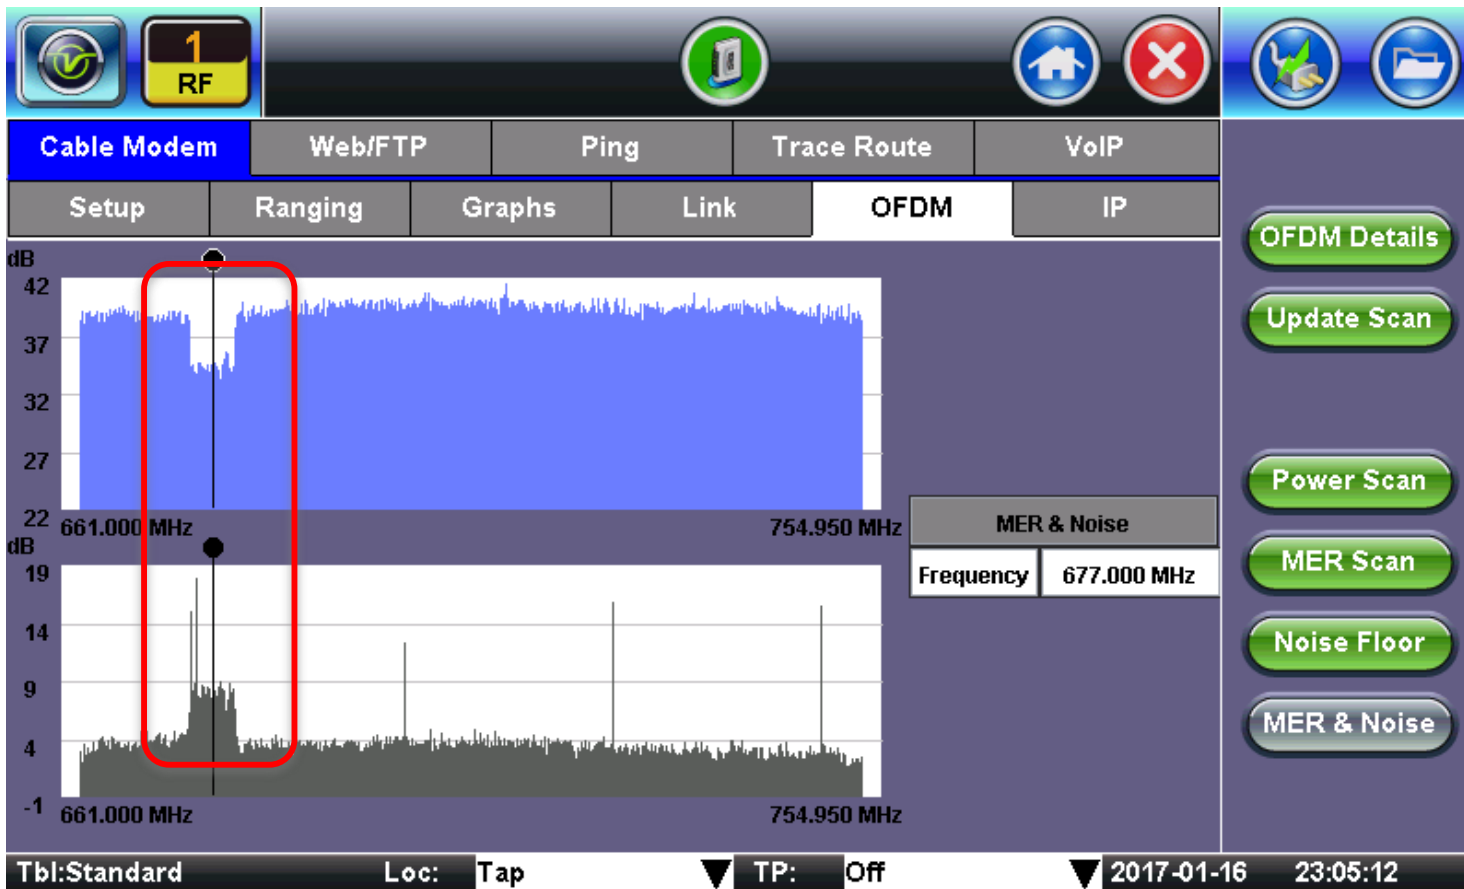 1
RF
Cable Modem Web/FTP Ping Trace Route VoIP
Setup Ranging Graphs Link OFDM IP
OFDM Details
Update Scan
Power Scan
MER Scan
Noise Floor
MER & Noise
dB
42
37
32
27
22
661.000 MHz 754.950 MHz
dB
19
14
9
4
-1
661.000 MHz 754.950 MHz
MER & Noise
Frequency 677.000 MHz
Tbl:Standard Loc: Tap TP: Off 2017-01-16 23:05:12